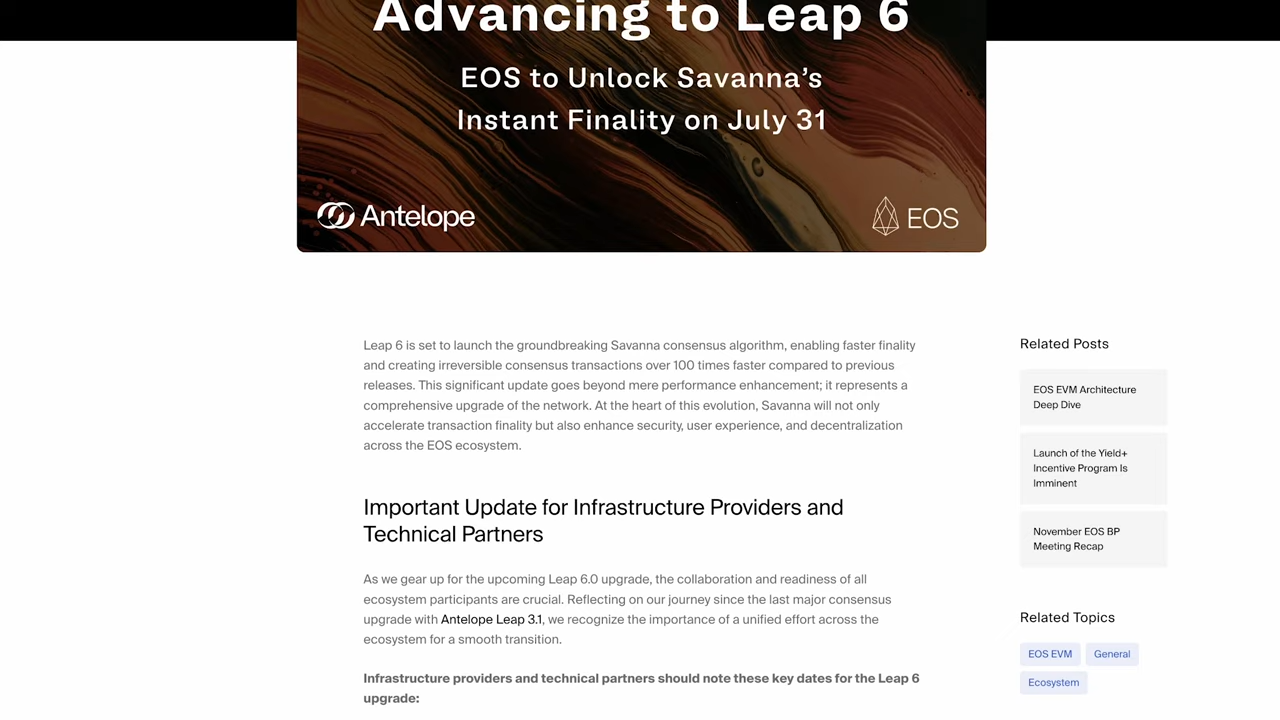 Advancing to Leap 6
EOS to Unlock Savanna’s
Instant Finality on July 31
Antelope
EOS
Leap 6 is set to launch the groundbreaking Savanna consensus algorithm, enabling faster finality
and creating irreversible consensus transactions over 100 times faster compared to previous
releases. This significant update goes beyond mere performance enhancement; it represents a
comprehensive upgrade of the network. At the heart of this evolution, Savanna will not only
accelerate transaction finality but also enhance security, user experience, and decentralization
across the EOS ecosystem.
Important Update for Infrastructure Providers and
Technical Partners
As we gear up for the upcoming Leap 6.0 upgrade, the collaboration and readiness of all
ecosystem participants are crucial. Reflecting on our journey since the last major consensus
upgrade with Antelope Leap 3.1, we recognize the importance of a unified effort across the
ecosystem for a smooth transition.
Infrastructure providers and technical partners should note these key dates for the Leap 6
upgrade:
Related Posts
EOS EVM Architecture
Deep Dive
Launch of the Yield+
Incentive Program Is
Imminent
November EOS BP
Meeting Recap
Related Topics
EOS EVM
General
Ecosystem